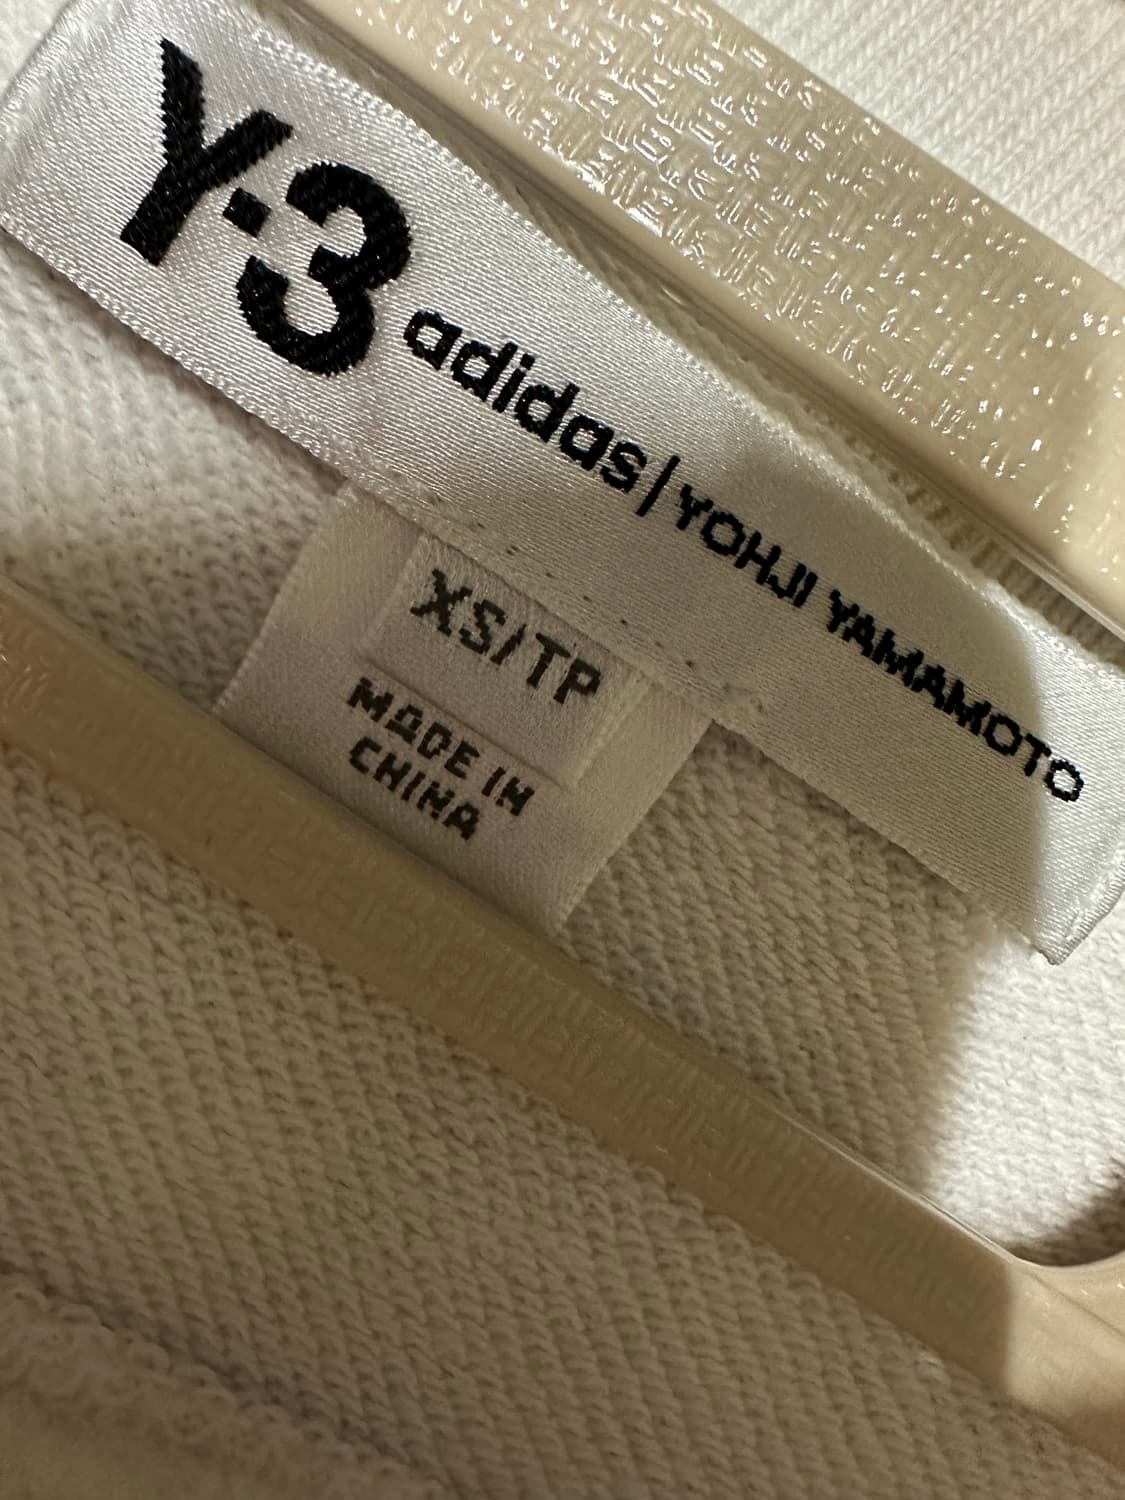 Y-3 adidas | YOHJI YAMAMOTO
XS/TP
MADE IN
CHINA